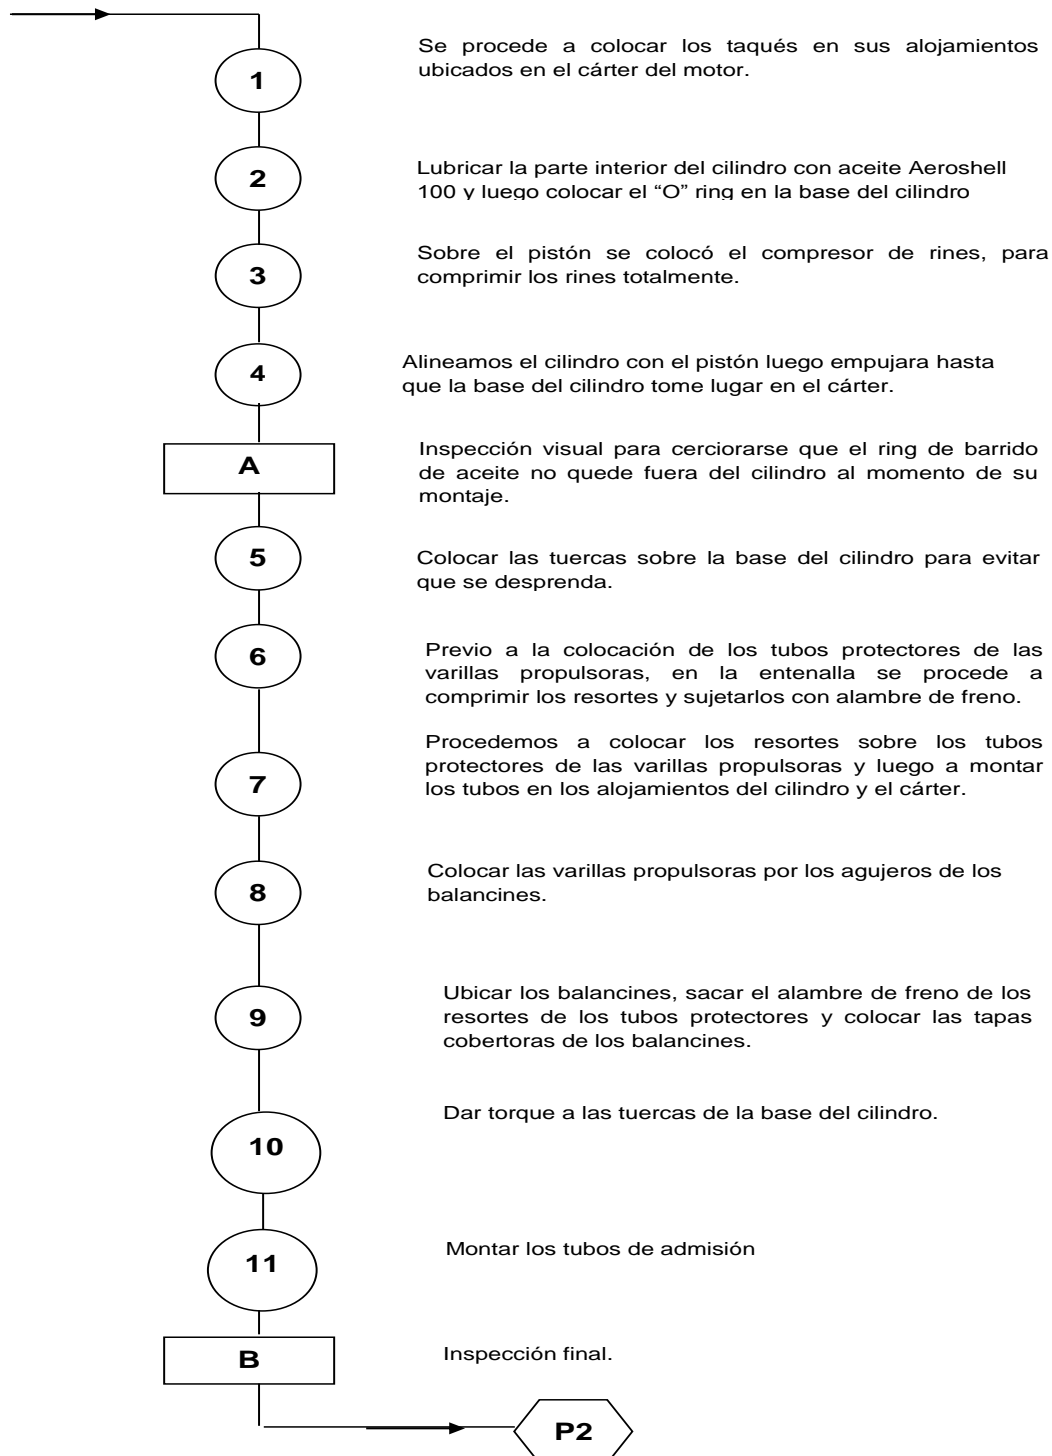 1
Se procede a colocar los taqués en sus alojamientos
ubicados en el cárter del motor.
2
Lubricar la parte interior del cilindro con aceite Aeroshell
100 y luego colocar el “O” ring en la base del cilindro
3
Sobre el pistón se colocó el compresor de rines, para
comprimir los rines totalmente.
4
Alineamos el cilindro con el pistón luego empujara hasta
que la base del cilindro tome lugar en el cárter.
A
Inspección visual para cerciorarse que el ring de barrido
de aceite no quede fuera del cilindro al momento de su
montaje.
5
Colocar las tuercas sobre la base del cilindro para evitar
que se desprenda.
6
Previo a la colocación de los tubos protectores de las
varillas propulsoras, en la entenalla se procede a
comprimir los resortes y sujetarlos con alambre de freno.
7
Procedemos a colocar los resortes sobre los tubos
protectores de las varillas propulsoras y luego a montar
los tubos en los alojamientos del cilindro y el cárter.
8
Colocar las varillas propulsoras por los agujeros de los
balancines.
9
Ubicar los balancines, sacar el alambre de freno de los
resortes de los tubos protectores y colocar las tapas
cobertoras de los balancines.
10
Dar torque a las tuercas de la base del cilindro.
11
Montar los tubos de admisión
B
Inspección final.
P2